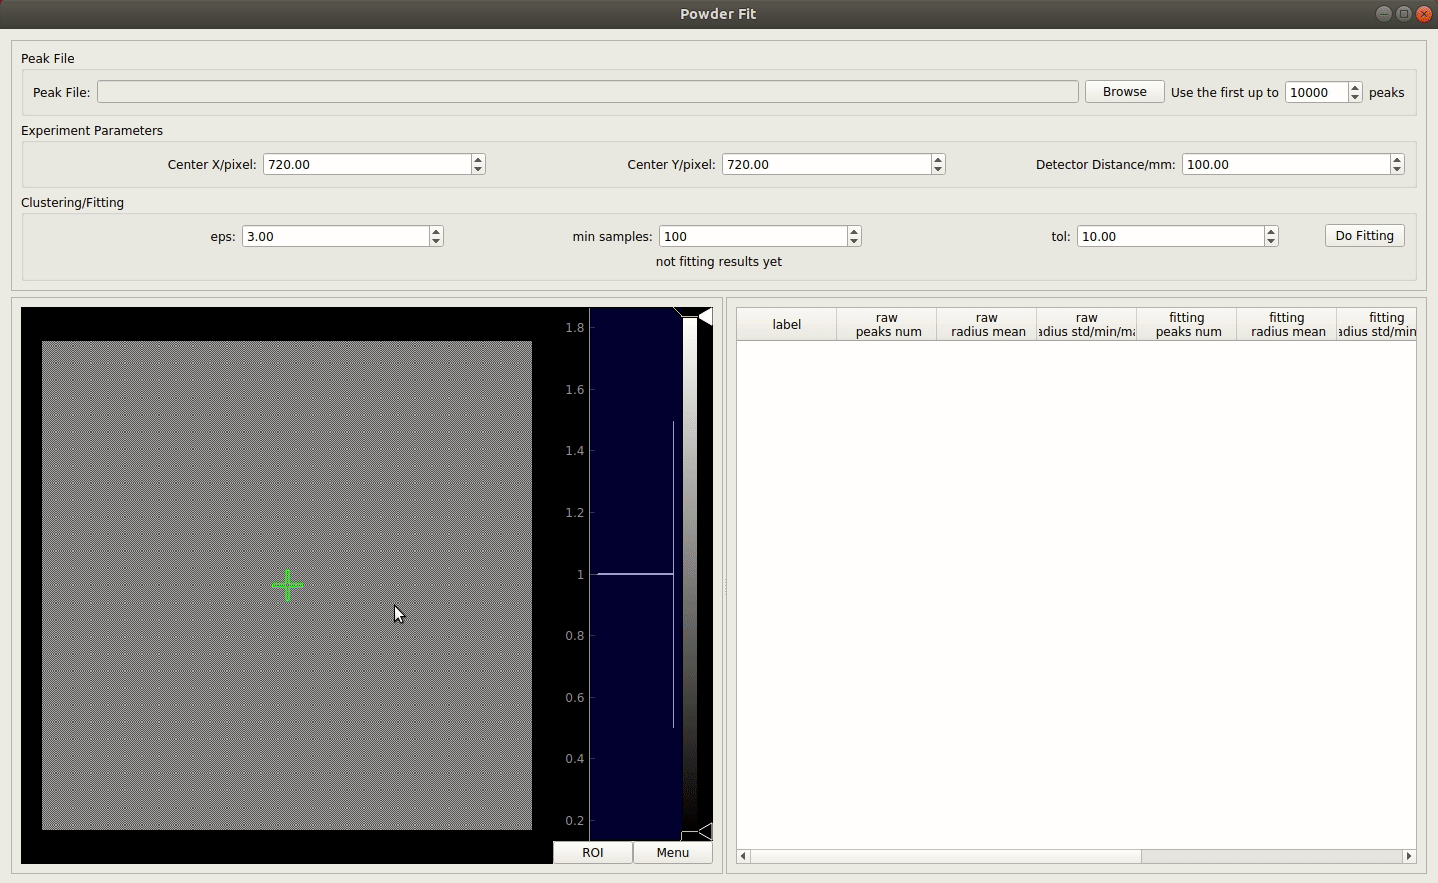 Powder Fit
Peak File
Peak File: Browse Use the first up to 10000 peaks
Experiment Parameters
Center X/pixel: 720.00 Center Y/pixel: 720.00 Detector Distance/mm: 100.00
Clustering/Fitting
eps: 3.00 min samples: 100 tol: 10.00 Do Fitting
not fitting results yet
1.8
1.6
1.4
1.2
1
0.8
0.6
0.4
0.2
ROI Menu
label raw raw raw fitting fitting fitting
peaks num radius mean adius std/min/ma peaks num radius mean adius std/min